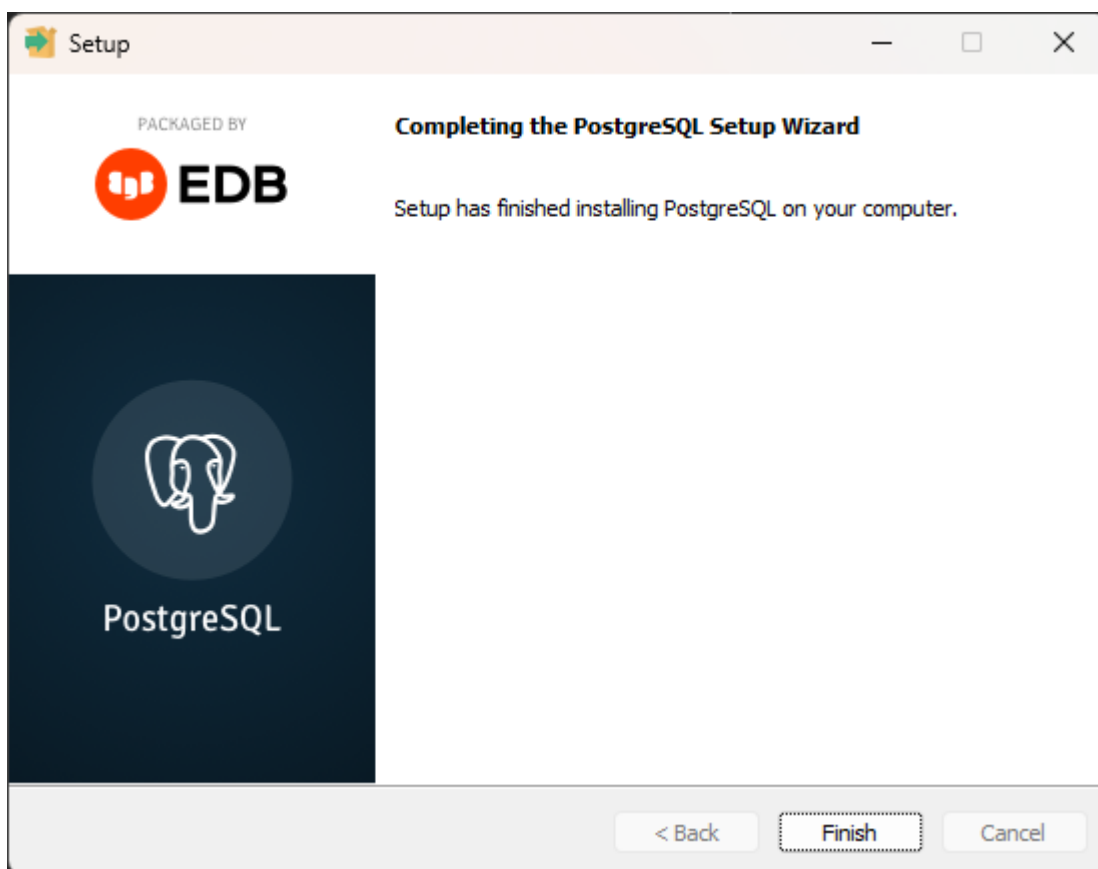 Setup
PACKAGED BY
EDB
Completing the PostgreSQL Setup Wizard
Setup has finished installing PostgreSQL on your computer.
PostgreSQL
< Back
Finish
Cancel